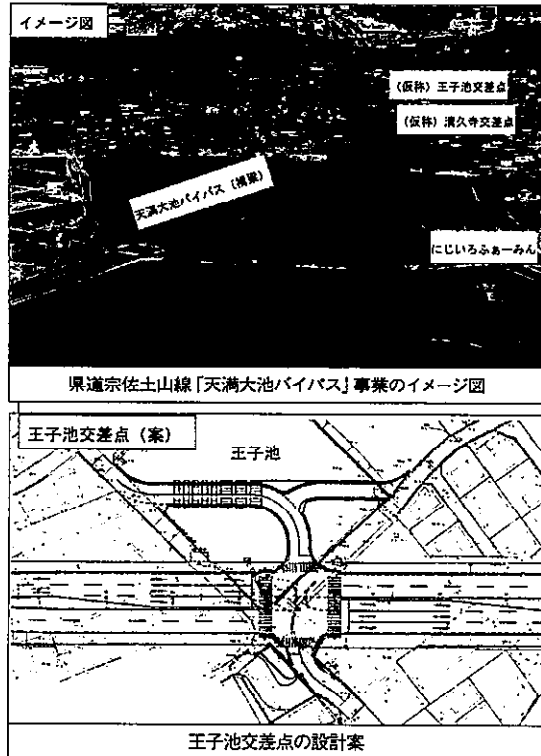 イメージ図
(仮称) 王子池交差点
(仮称) 清久寺交差点
天満大池バイパス (橋梁)
にじいろふぁーみん
県道宗佐土山線「天満大池バイパス」事業のイメージ図
王子池交差点 (案)
王子池
王子池交差点の設計案